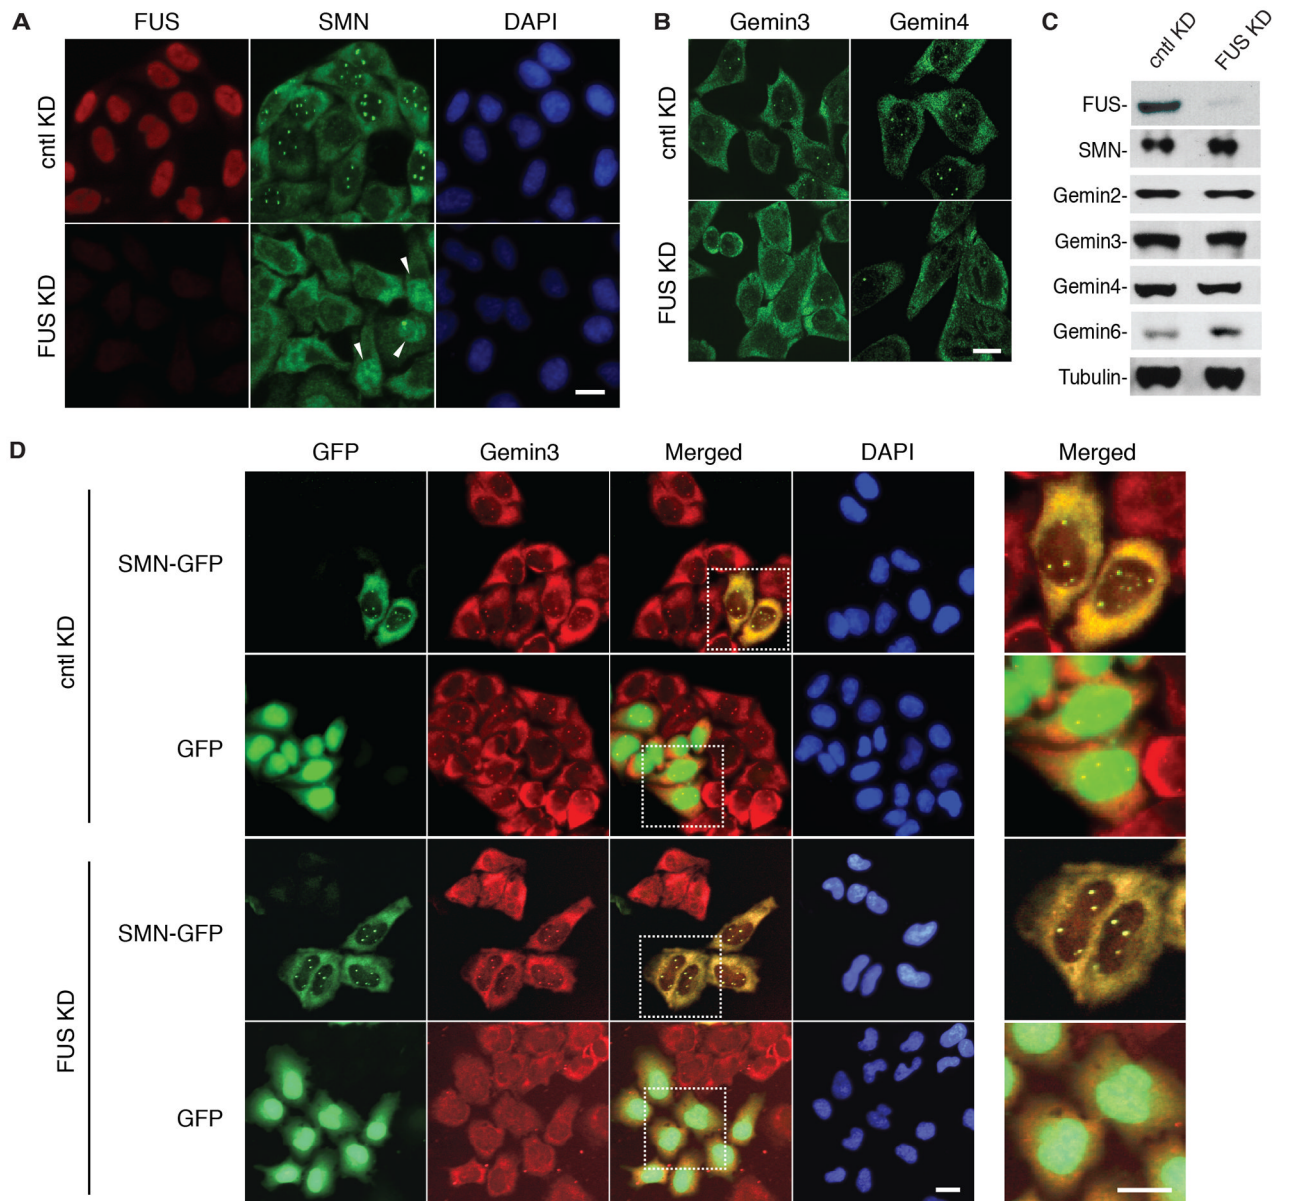 A
FUS SMN DAPI
cntl KD
FUS KD
B
Gemin3 Gemin4
cntl KD
FUS KD
C
cntl KD FUS KD
FUS-
SMN-
Gemin2-
Gemin3-
Gemin4-
Gemin6-
Tubulin-
D
GFP Gemin3 Merged DAPI Merged
cntl KD
SMN-GFP
GFP
FUS KD
SMN-GFP
GFP